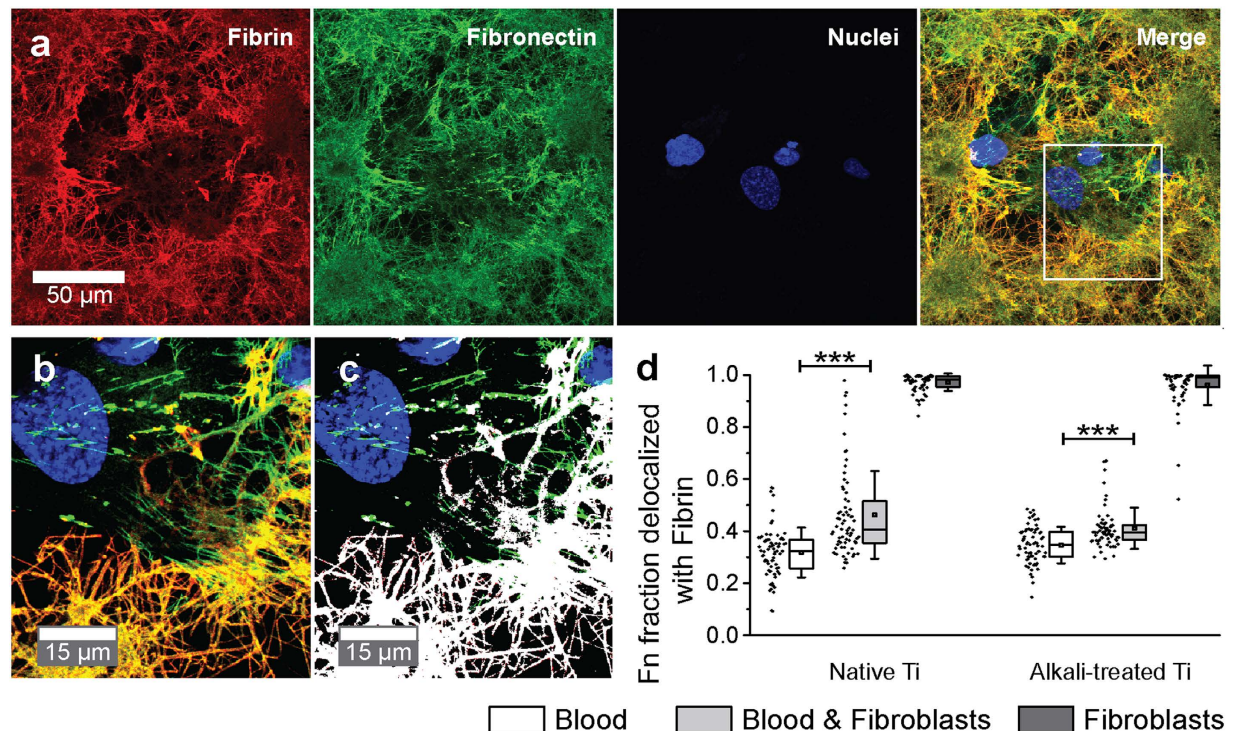 a
Fibrin
Fibronectin
Nuclei
Merge
50 µm
b
15 µm
c
15 µm
d
Fn fraction delocalized
with Fibrin
1.0
0.8
0.6
0.4
0.2
0.0
***
***
Native Ti
Alkali-treated Ti
Blood
Blood & Fibroblasts
Fibroblasts